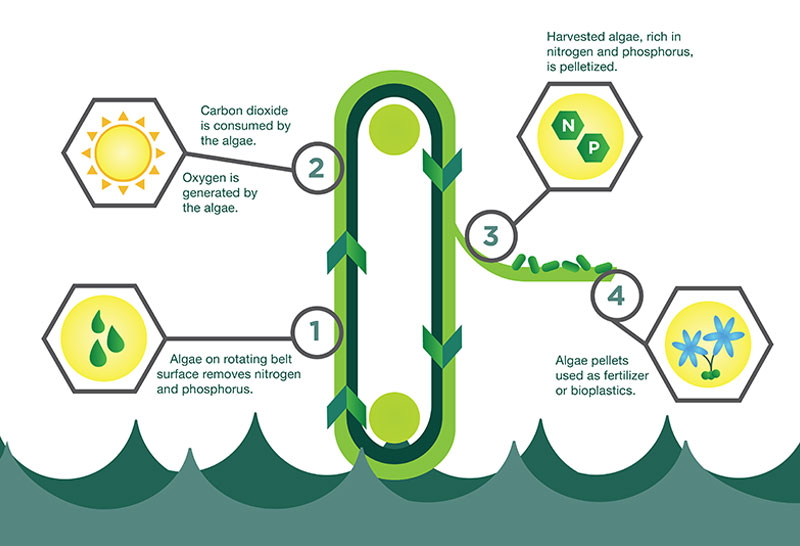 Harvested algae, rich in
nitrogen and phosphorus,
is pelletized.
N
P
Carbon dioxide
is consumed by
the algae.
2
Oxygen is
generated by
the algae.
3
4
1
Algae on rotating belt
surface removes nitrogen
and phosphorus.
Algae pellets
used as fertilizer
or bioplastics.